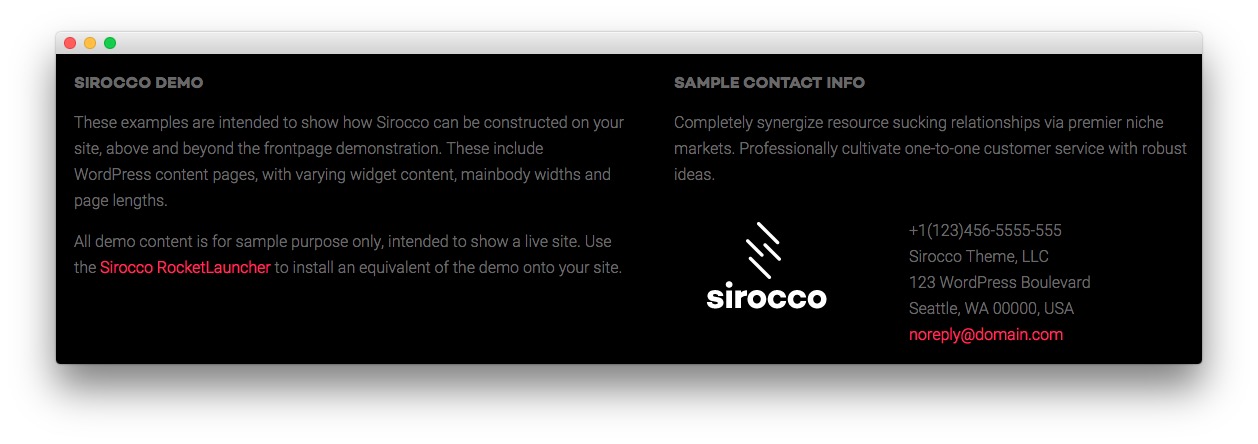 SIROCCO DEMO
These examples are intended to show how Sirocco can be constructed on your
site, above and beyond the frontpage demonstration. These include
WordPress content pages, with varying widget content, mainbody widths and
page lengths.
All demo content is for sample purpose only, intended to show a live site. Use
the Sirocco RocketLauncher to install an equivalent of the demo onto your site.
SAMPLE CONTACT INFO
Completely synergize resource sucking relationships via premier niche
markets. Professionally cultivate one-to-one customer service with robust
ideas.
sirocco
+1(123)456-5555-555
Sirocco Theme, LLC
123 WordPress Boulevard
Seattle, WA 00000, USA
noreply@domain.com